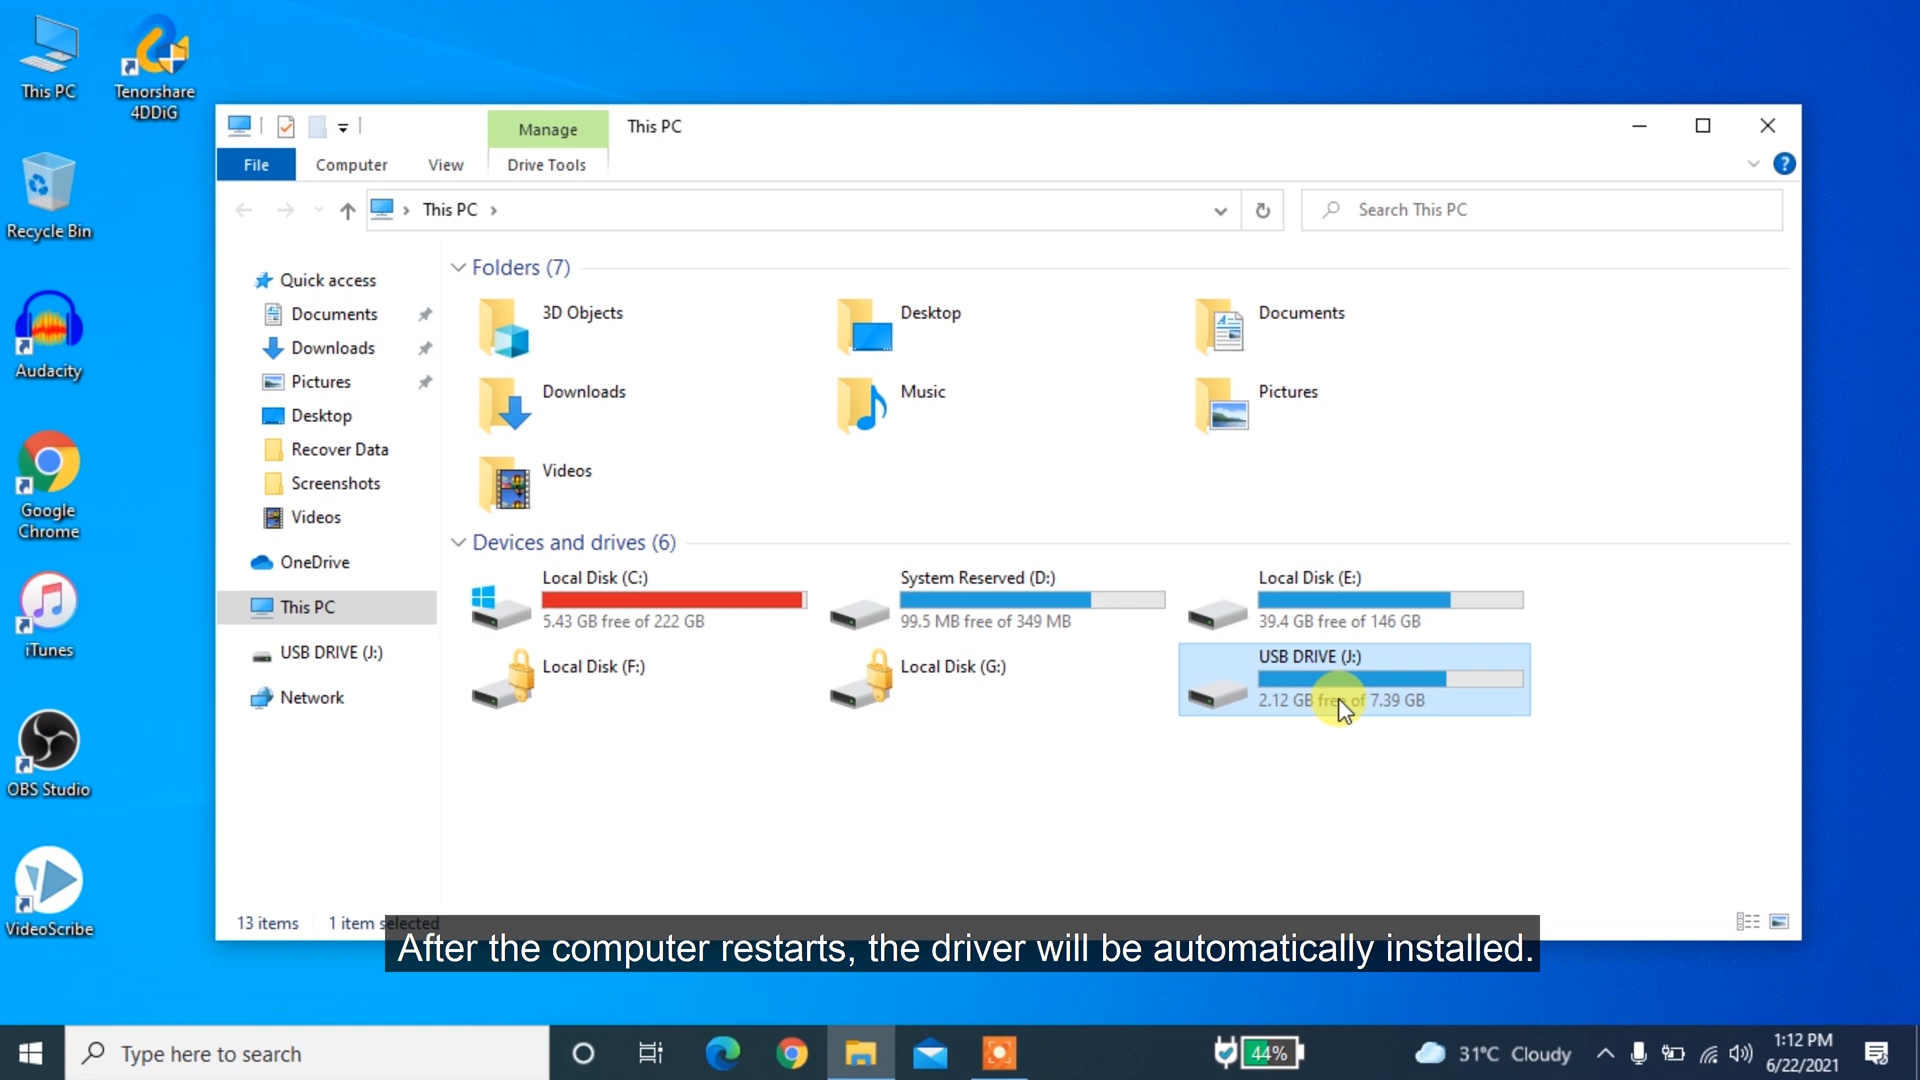 This PC
Tenorshare
4DDiG
Recycle Bin
Audacity
Google
Chrome
iTunes
OBS Studio
VideoScribe
Manage
This PC
File
Computer
View
Drive Tools
?
This PC
Search This PC
Quick access
Documents
Downloads
Pictures
Desktop
Recover Data
Screenshots
Videos
OneDrive
This PC
USB DRIVE (J:)
Network
Folders (7)
3D Objects
Desktop
Documents
Downloads
Music
Pictures
Videos
Devices and drives (6)
Local Disk (C:)
5.43 GB free of 222 GB
System Reserved (D:)
99.5 MB free of 349 MB
Local Disk (E:)
39.4 GB free of 146 GB
Local Disk (F:)
Local Disk (G:)
USB DRIVE (J:)
2.12 GB free of 7.39 GB
13 items
1 item selected
After the computer restarts, the driver will be automatically installed.
Type here to search
44%
31°C Cloudy
1:12 PM
6/22/2021